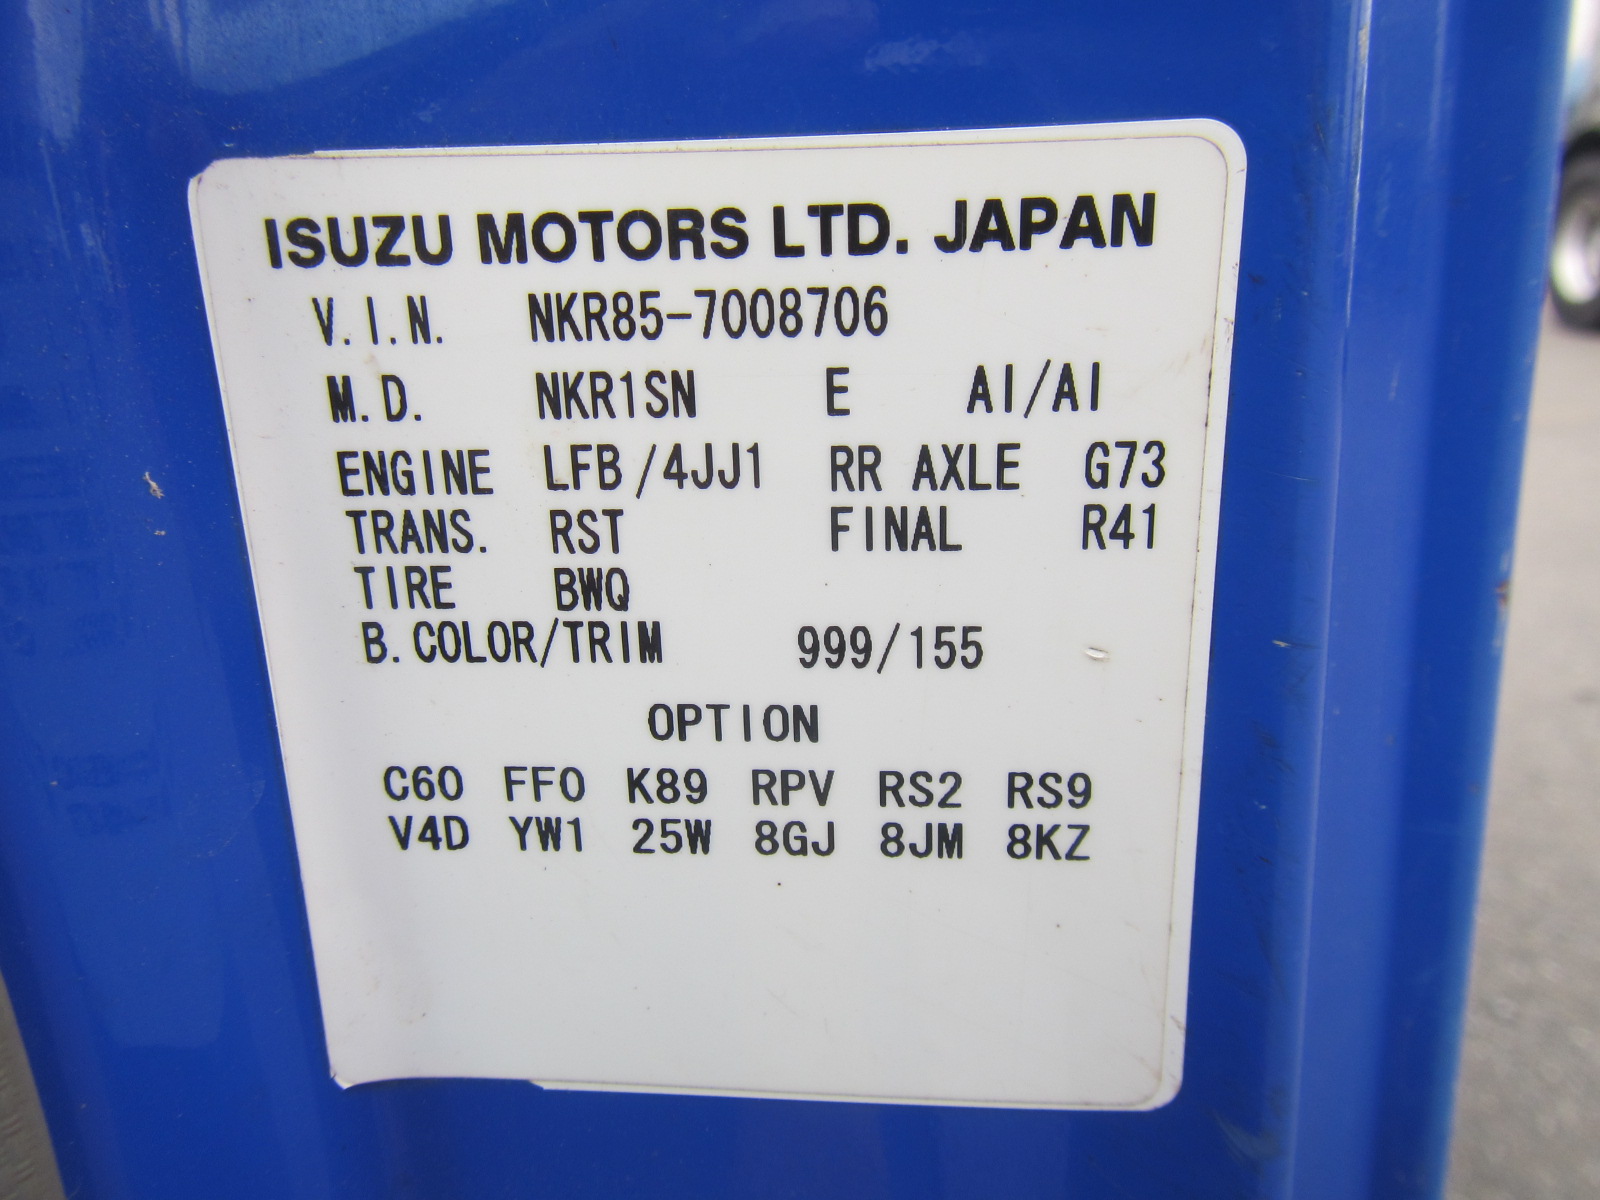 ISUZU MOTORS LTD. JAPAN
V.I.N. NKR85-7008706
M.D. NKR1SN E AI/AI
ENGINE LFB/4JJ1 RR AXLE G73
TRANS. RST FINAL R41
TIRE BWQ
B.COLOR/TRIM 999/155
OPTION
C60 FF0 K89 RPV RS2 RS9
V4D YW1 25W 8GJ 8JM 8KZ